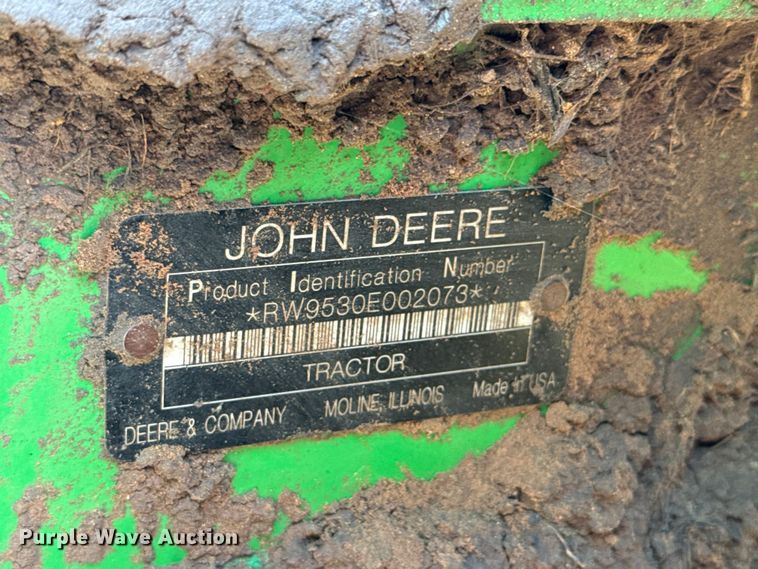 JOHN DEERE
Product Identification Number
*RW9530E002073*
TRACTOR
DEERE & COMPANY MOLINE, ILLINOIS Made in USA
Purple Wave Auction